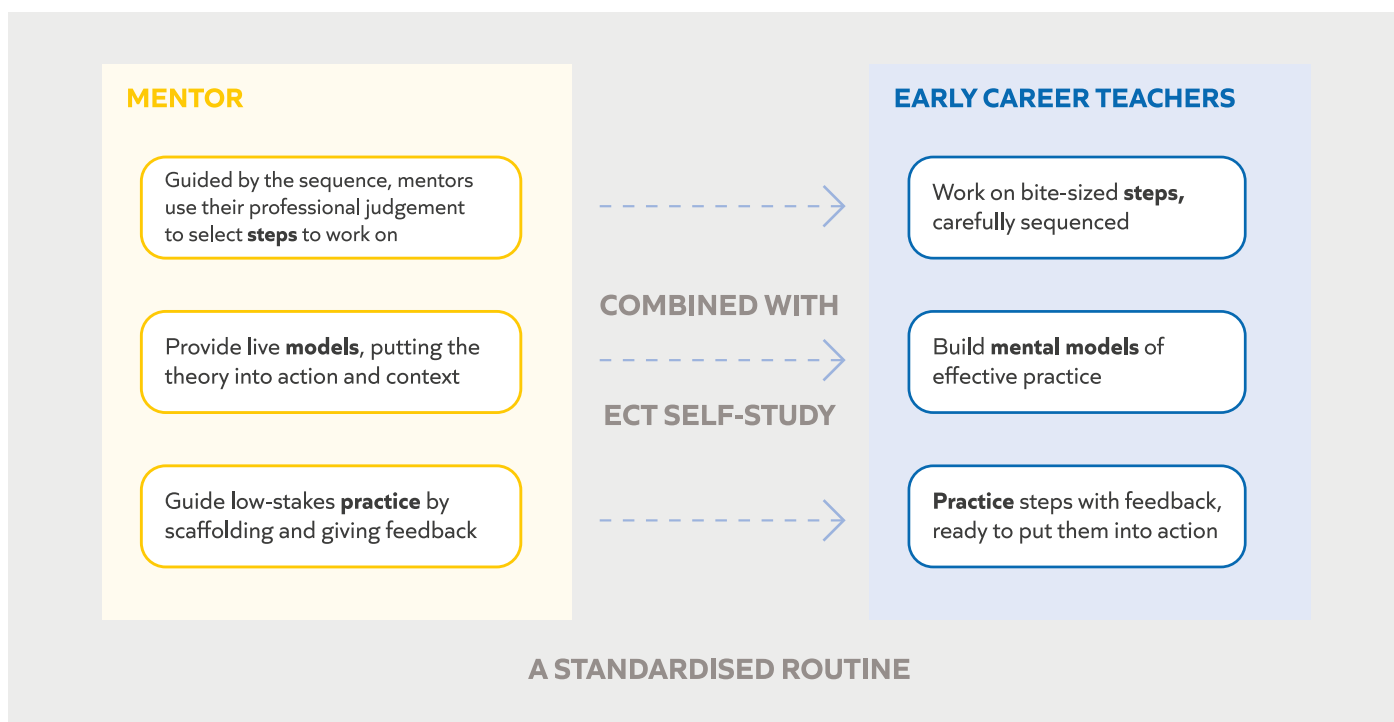 MENTOR
Guided by the sequence, mentors
use their professional judgement
to select steps to work on
Provide live models, putting the
theory into action and context
Guide low-stakes practice by
scaffolding and giving feedback
COMBINED WITH
ECT SELF-STUDY
EARLY CAREER TEACHERS
Work on bite-sized steps,
carefully sequenced
Build mental models of
effective practice
Practice steps with feedback,
ready to put them into action
A STANDARDISED ROUTINE